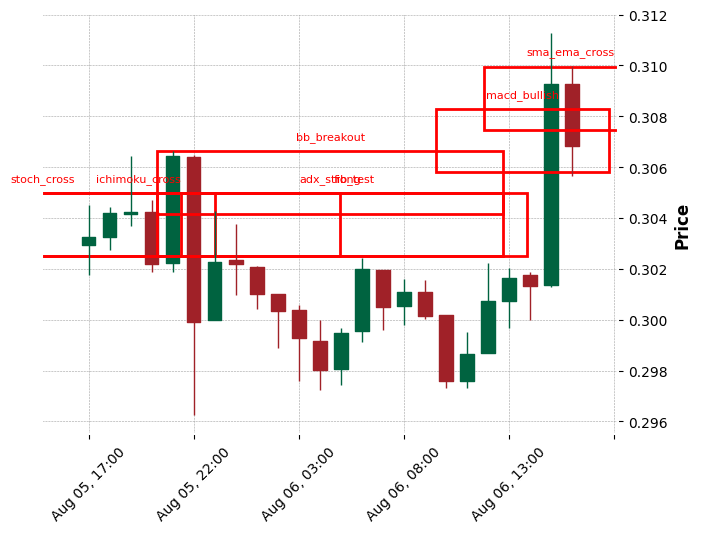 0.312
sma_ema_cross
0.310
macd_bullish
0.308
bb_breakout
0.306
stoch_cross
ichimoku_cross
adx_strong
fib_test
0.304
0.302
0.300
0.298
0.296
Price
Aug 05, 17:00
Aug 05, 22:00
Aug 06, 03:00
Aug 06, 08:00
Aug 06, 13:00